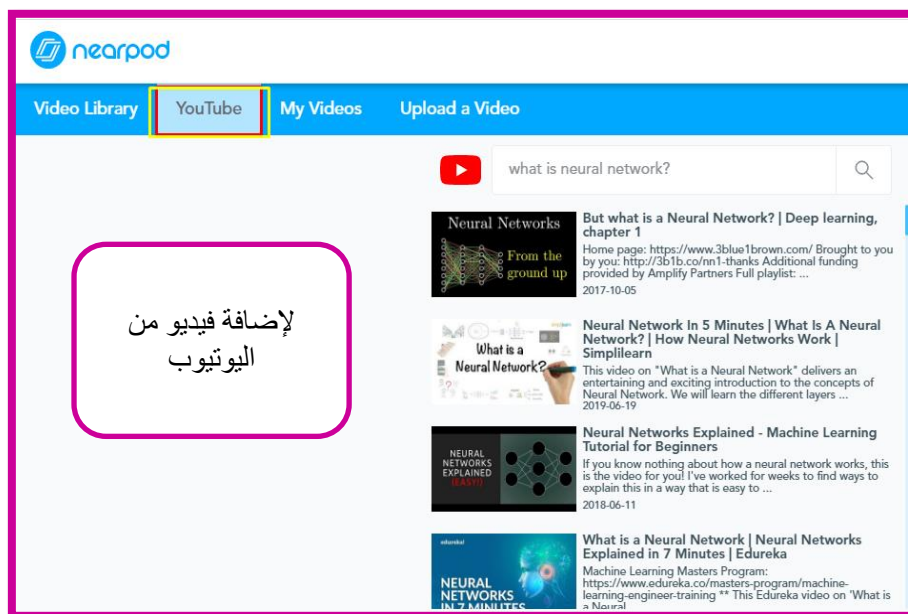 nearpod
Video Library YouTube My Videos Upload a Video
what is neural network?
لإضافة فيديو من
اليوتيوب
Neural Networks
From the
ground up
But what is a Neural Network? | Deep learning,
chapter 1
Home page: https://www.3blue1brown.com/ Brought to you
by you: http://3b1b.co/nn1-thanks Additional funding
provided by Amplify Partners Full playlist: ...
2017-10-05
What is a
Neural Network?
Neural Network In 5 Minutes | What Is A Neural
Network? | How Neural Networks Work |
Simplilearn
This video on "What is a Neural Network" delivers an
entertaining and exciting introduction to the concepts of
Neural Network. We will learn the different layers ...
2019-06-19
NEURAL
NETWORKS
EXPLAINED
(EASY!)
Neural Networks Explained - Machine Learning
Tutorial for Beginners
If you know nothing about how a neural network works, this
is the video for you! I've worked for weeks to find ways to
explain this in a way that is easy to ...
2018-06-11
edureka!
NEURAL
NETWORKS
IN 7 MINUTES
What is a Neural Network | Neural Networks
Explained in 7 Minutes | Edureka
Machine Learning Masters Program:
https://www.edureka.co/masters-program/machine-
learning-engineer-training ** This Edureka video on 'What is
a Neural